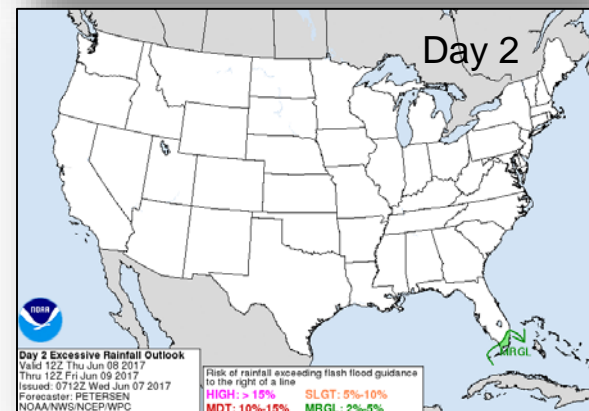 Day 2
MRGL
NOAA
Day 2 Excessive Rainfall Outlook
Valid 12Z Thu Jun 08 2017
Thru 12Z Fri Jun 09 2017
Issued: 0712Z Wed Jun 07 2017
Forecaster: PETERSEN
NOAA/NWS/NCEP/WPC
Risk of rainfall exceeding flash flood guidance
to the right of a line
HIGH: > 15% SLGT: 5%-10%
MDT: 10%-15% MRGL: 2%-5%